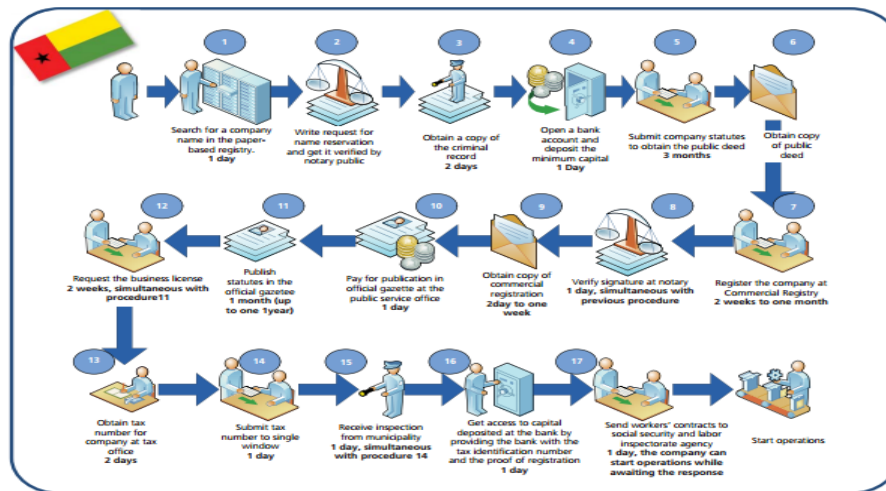 1
2
3
4
5
6
Search for a company
name in the paper-
based registry.
1 day
Write request for
name reservation
and get it verified by
notary public
Obtain a copy of
the criminal
record
2 days
Open a bank
account and
deposit the
minimum capital
1 Day
Submit company statutes
to obtain the public deed
3 months
Obtain copy
of public
deed
12
11
10
9
8
7
Request the business license
2 weeks, simultaneous with
procedure11
Publish
statutes in the
official gazetee
1 month (up
to one 1year)
Pay for publication in
official gazette at the
public service office
1 day
Obtain copy of
commercial
registration
2day to one
week
Verify signature at notary
1 day, simultaneous with
previous procedure
Register the company at
Commercial Registry
2 weeks to one month
13
14
15
16
17
Obtain tax
number for
company at tax
office
2 days
Submit tax
number to single
window
1 day
Receive inspection
from municipality
1 day, simultaneous
with procedure 14
Get access to capital
deposited at the bank by
providing the bank with the
tax identification number
and the proof of registration
1 day
Send workers' contracts to
social security and labor
inspectorate agency
1 day, the company can
start operations while
awaiting the response
Start operations